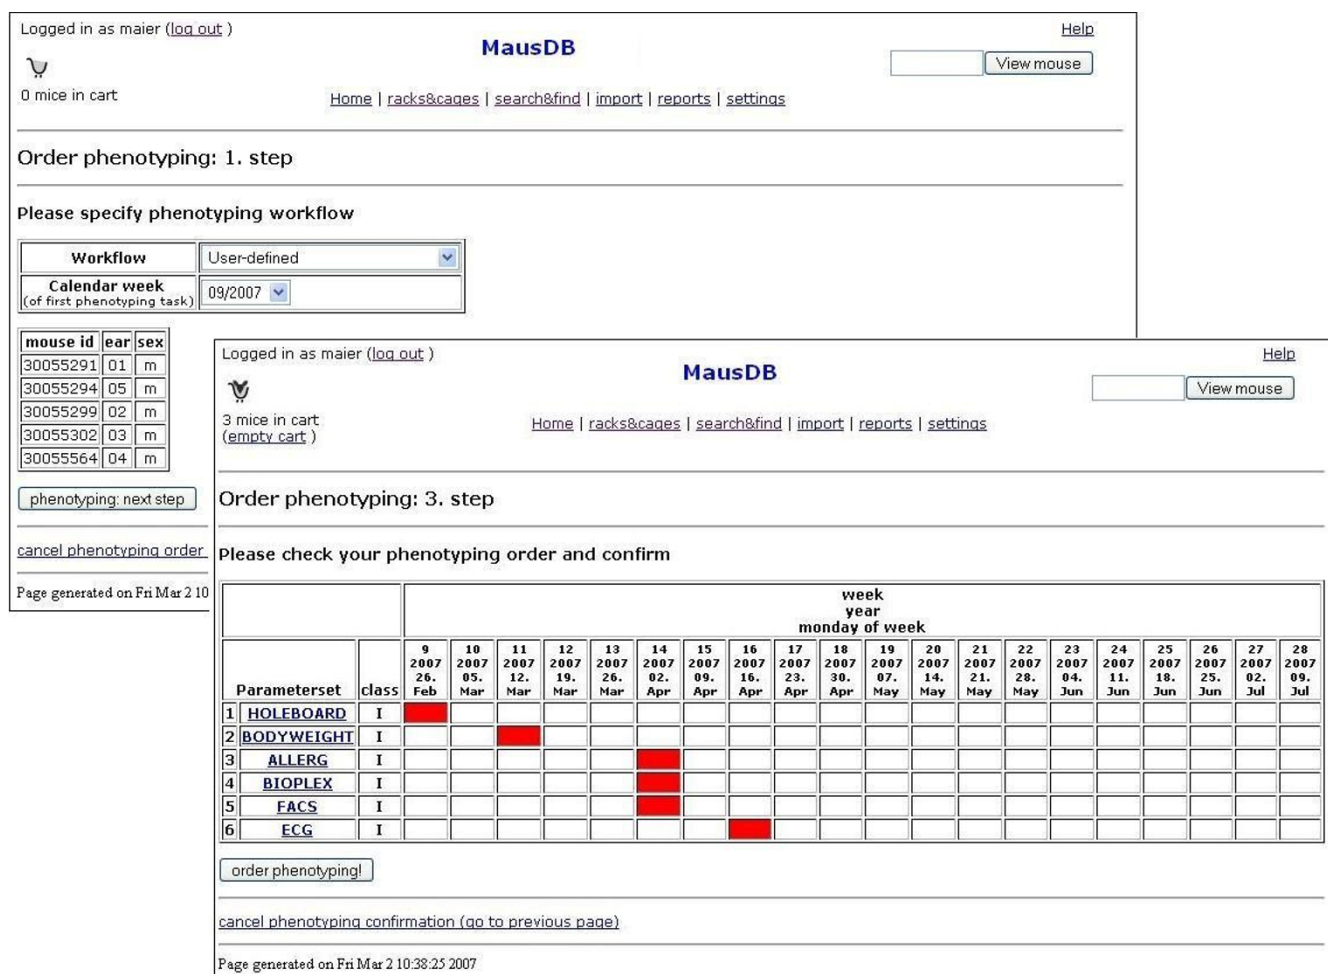 Logged in as maier (log out )
Help
MausDB
View mouse
0 mice in cart
Home | racks&cages | search&find | import | reports | settings
Order phenotyping: 1. step
Please specify phenotyping workflow
Workflow User-defined
Calendar week
(of first phenotyping task)
09/2007
mouse id ear sex
30055291 01 m
30055294 05 m
30055299 02 m
30055302 03 m
30055564 04 m
phenotyping: next step
cancel phenotyping order
Page generated on Fri Mar 2 10
Logged in as maier (log out )
Help
MausDB
View mouse
3 mice in cart
(empty cart )
Home | racks&cages | search&find | import | reports | settings
Order phenotyping: 3. step
Please check your phenotyping order and confirm
week
year
monday of week
9 10 11 12 13 14 15 16 17 18 19 20 21 22 23 24 25 26 27 28
2007 2007 2007 2007 2007 2007 2007 2007 2007 2007 2007 2007 2007 2007 2007 2007 2007 2007 2007 2007
26. 05. 12. 19. 26. 02. 09. 16. 23. 30. 07. 14. 21. 28. 04. 11. 18. 25. 02. 09.
Parameterset class Feb Mar Mar Mar Mar Apr Apr Apr Apr Apr May May May May Jun Jun Jun Jun Jul Jul
1 HOLEBOARD I
2 BODYWEIGHT I
3 ALLERG I
4 BIOPLEX I
5 FACS I
6 ECG I
order phenotyping!
cancel phenotyping confirmation (go to previous page)
Page generated on Fri Mar 2 10:38:25 2007